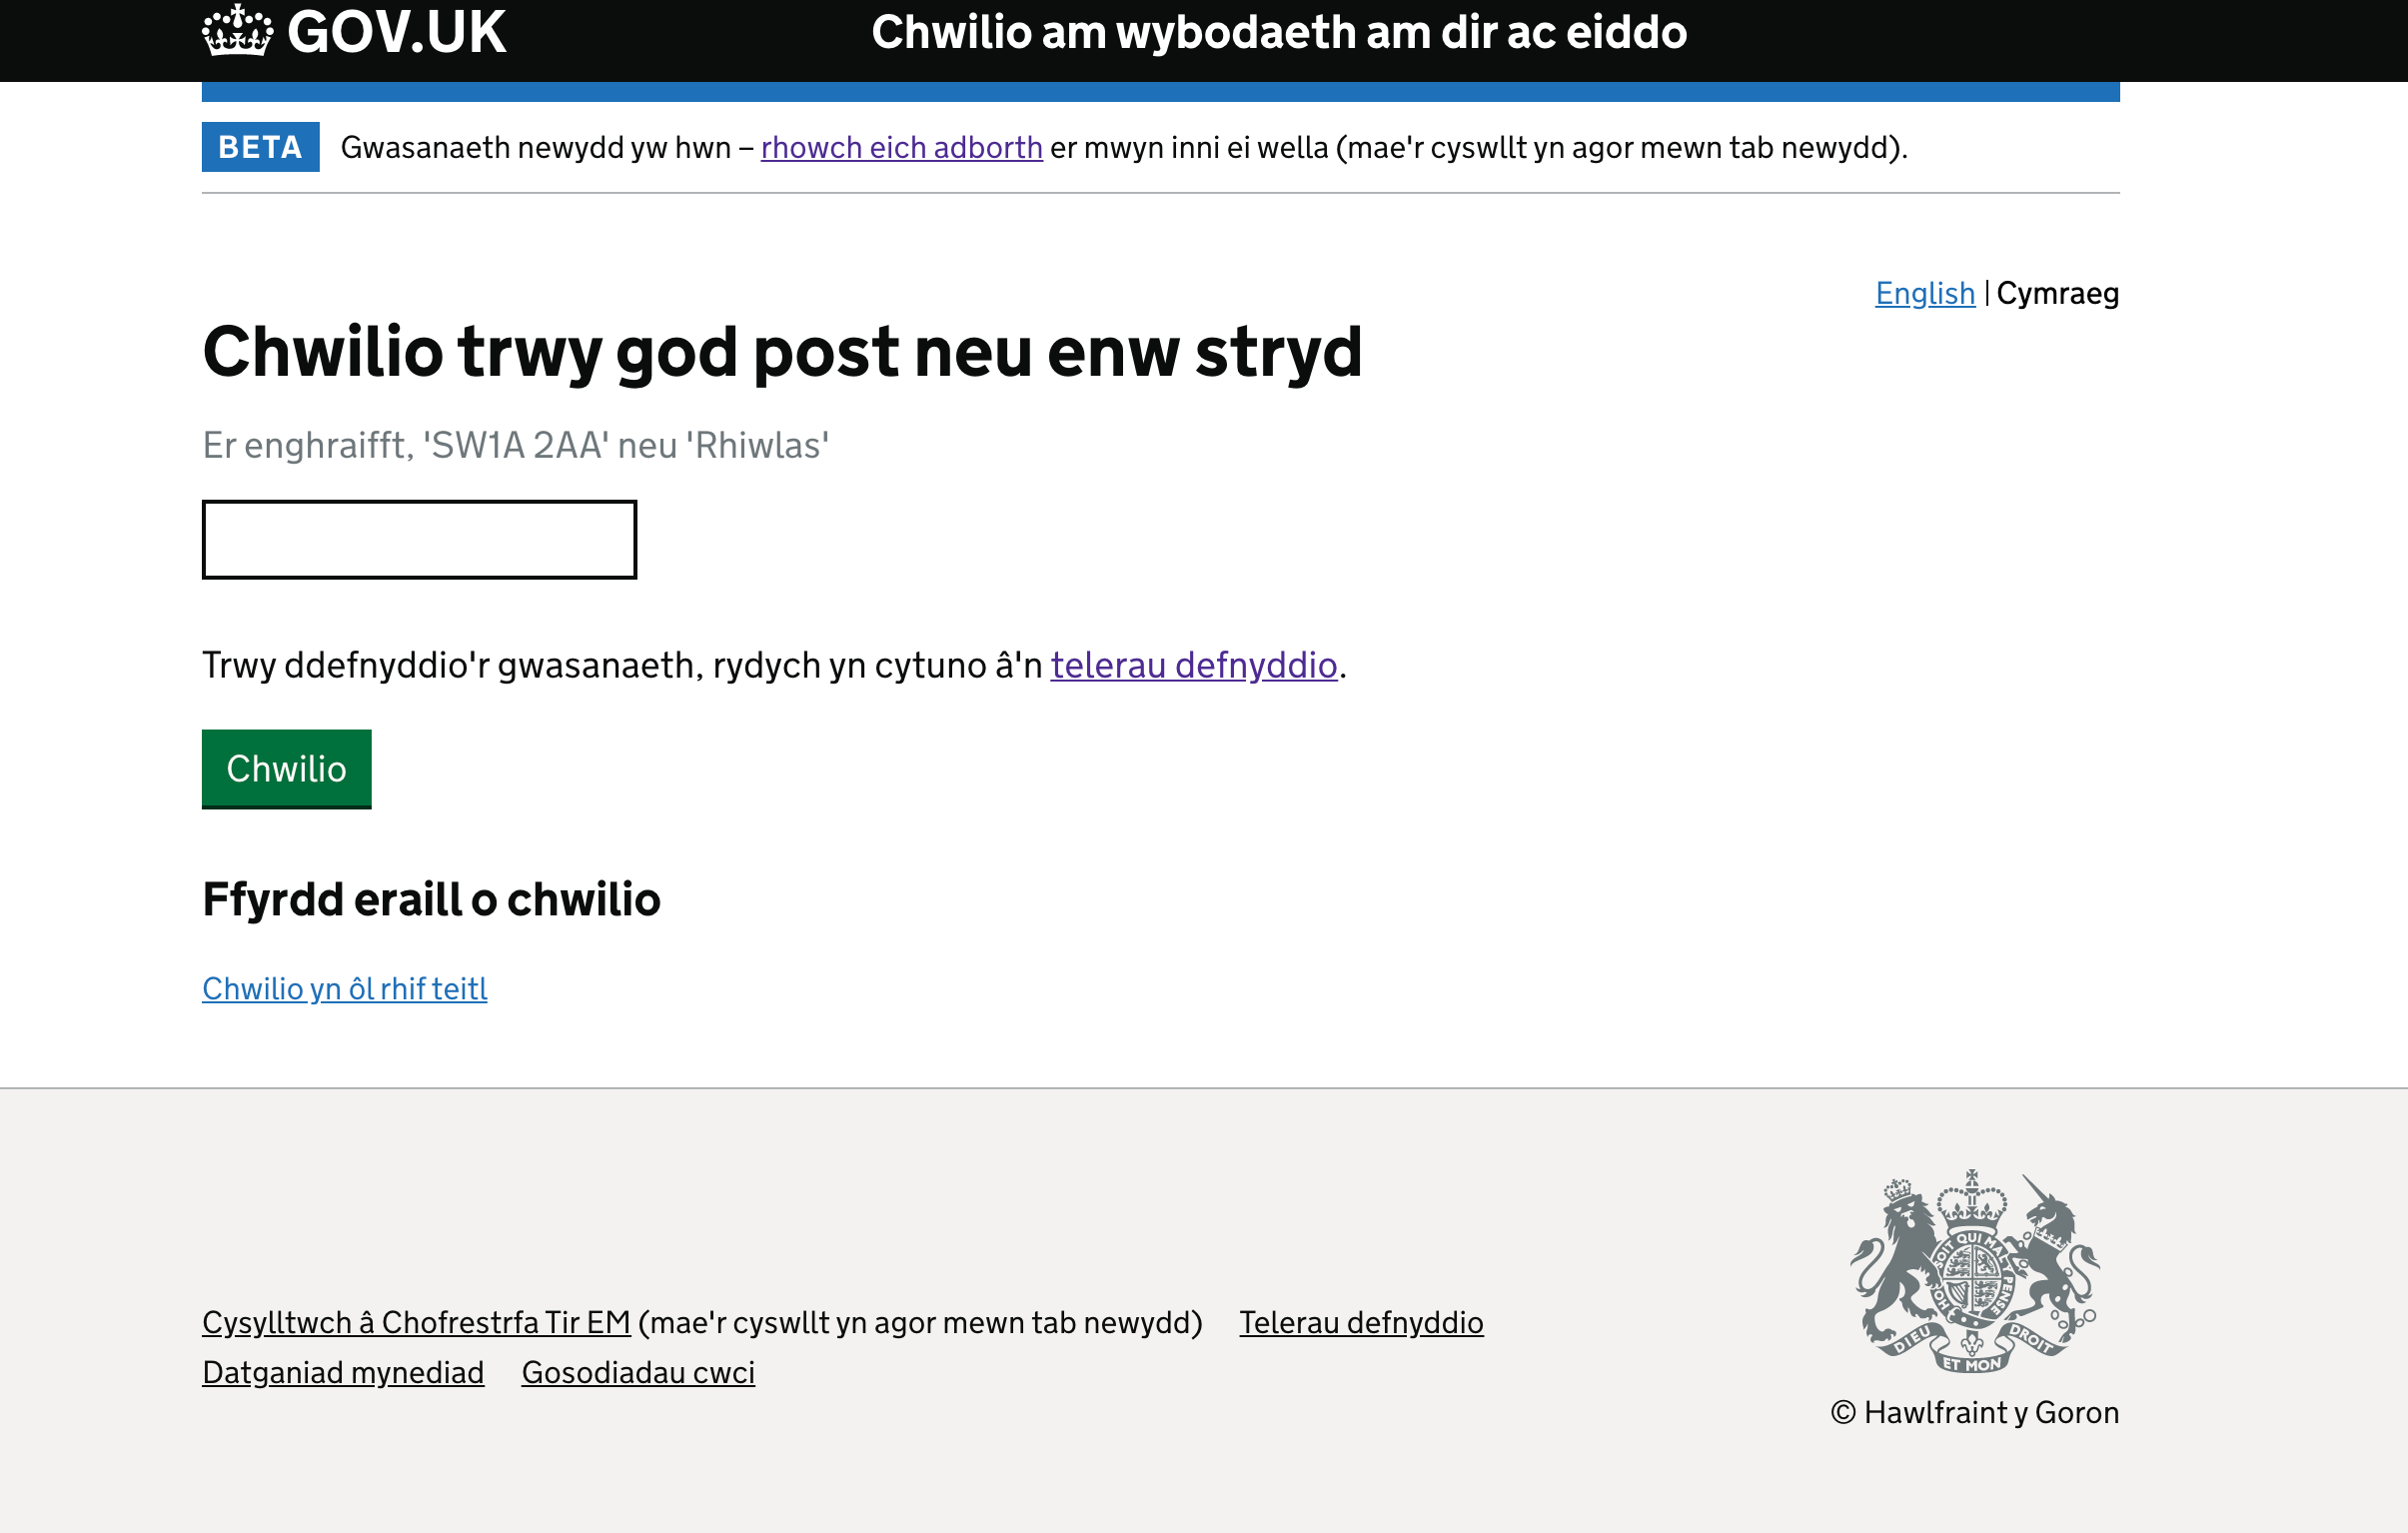 GOV.UK
Chwilio am wybodaeth am dir ac eiddo
BETA Gwasanaeth newydd yw hwn – rhowch eich adborth er mwyn inni ei wella (mae'r cyswllt yn agor mewn tab newydd).
English | Cymraeg
Chwilio trwy god post neu enw stryd
Er enghraifft, 'SW1A 2AA' neu 'Rhiwlas'
Trwy ddefnyddio'r gwasanaeth, rydych yn cytuno â'n telerau defnyddio.
Chwilio
Ffyrdd eraill o chwilio
Chwilio yn ôl rhif teitl
Cysylltwch â Chofrestrfa Tir EM (mae'r cyswllt yn agor mewn tab newydd) Telerau defnyddio
Datganiad mynediad Gosodiadau cwci
SOIT QUI MAL Y PENSE
DIEU ET MON DROIT
© Hawlfraint y Goron